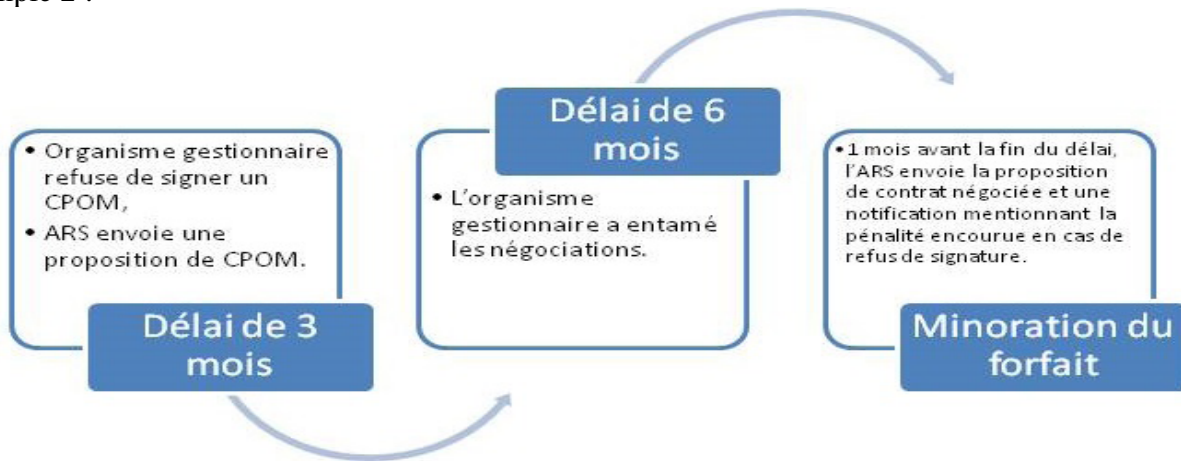 • Organisme gestionnaire
refuse de signer un
CPOM,
• ARS envoie une
proposition de CPOM.
Délai de 3
mois
Délai de 6
mois
• L’organisme
gestionnaire a entamé
les négociations.
•1 mois avant la fin du délai,
l’ARS envoie la proposition
de contrat négociée et une
notification mentionnant la
pénalité encourue en cas de
refus de signature.
Minoration du
forfait